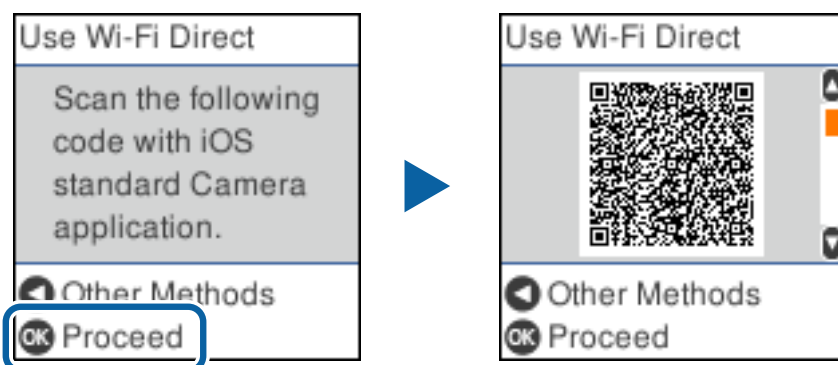 Use Wi-Fi Direct
Scan the following
code with iOS
standard Camera
application.
Other Methods
OK Proceed
Use Wi-Fi Direct
Other Methods
OK Proceed